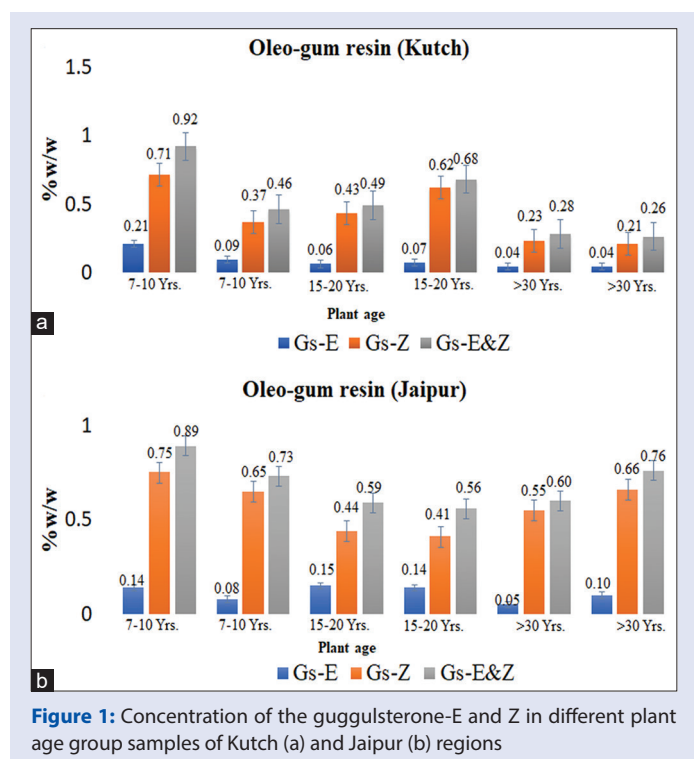 Oleo-gum resin (Kutch)
1.5
1
0.5
0
%w/w
0.21 0.71 0.92
0.09 0.37 0.46
0.06 0.43 0.49
0.07 0.62 0.68
0.04 0.23 0.28
0.04 0.21 0.26
7-10 Yrs. 7-10 Yrs. 15-20 Yrs. 15-20 Yrs. >30 Yrs. >30 Yrs.
Plant age
a
Gs-E Gs-Z Gs-E&Z
Oleo-gum resin (Jaipur)
1
0.5
0
%w/w
0.14 0.75 0.89
0.08 0.65 0.73
0.15 0.44 0.59
0.14 0.41 0.56
0.05 0.55 0.60
0.10 0.66 0.76
7-10 Yrs. 7-10 Yrs. 15-20 Yrs. 15-20 Yrs. >30 Yrs. >30 Yrs.
Plant age
b
Gs-E Gs-Z Gs-E&Z
Figure 1: Concentration of the guggulsterone-E and Z in different plant
age group samples of Kutch (a) and Jaipur (b) regions